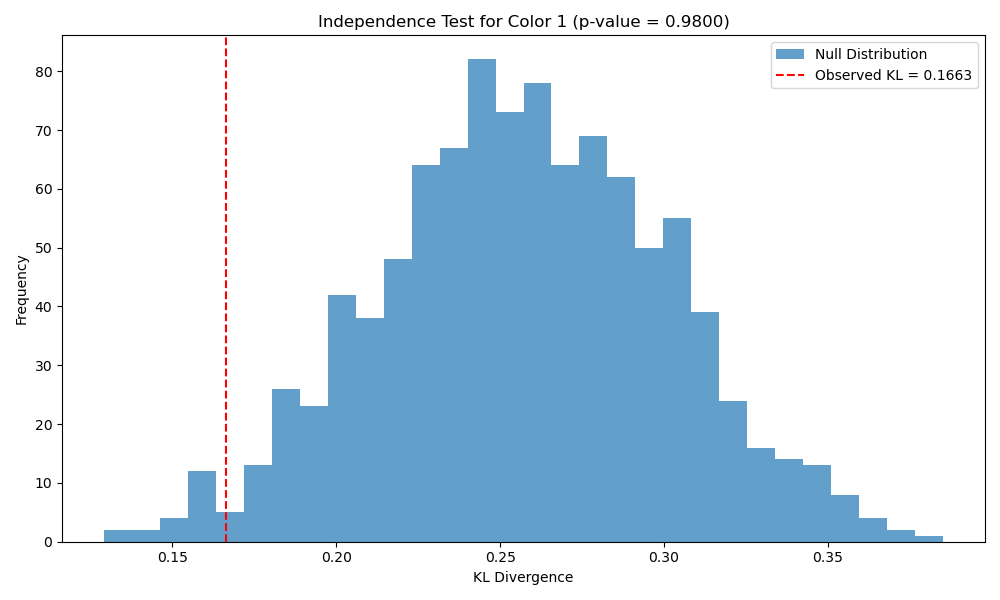 Independence Test for Color 1 (p-value = 0.9800)
Null Distribution
Observed KL = 0.1663
80
70
60
50
40
30
20
10
0
Frequency
0.15 0.20 0.25 0.30 0.35
KL Divergence